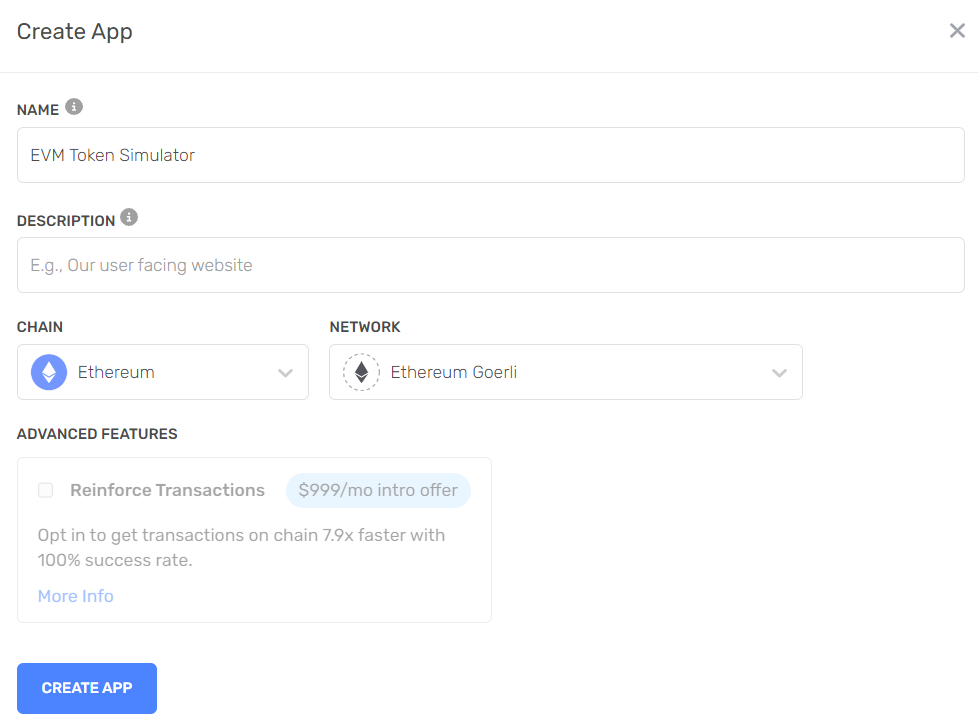 Create App
NAME
EVM Token Simulator
DESCRIPTION
E.g., Our user facing website
CHAIN
NETWORK
Ethereum
Ethereum Goerli
ADVANCED FEATURES
Reinforce Transactions
$999/mo intro offer
Opt in to get transactions on chain 7.9x faster with
100% success rate.
More Info
CREATE APP